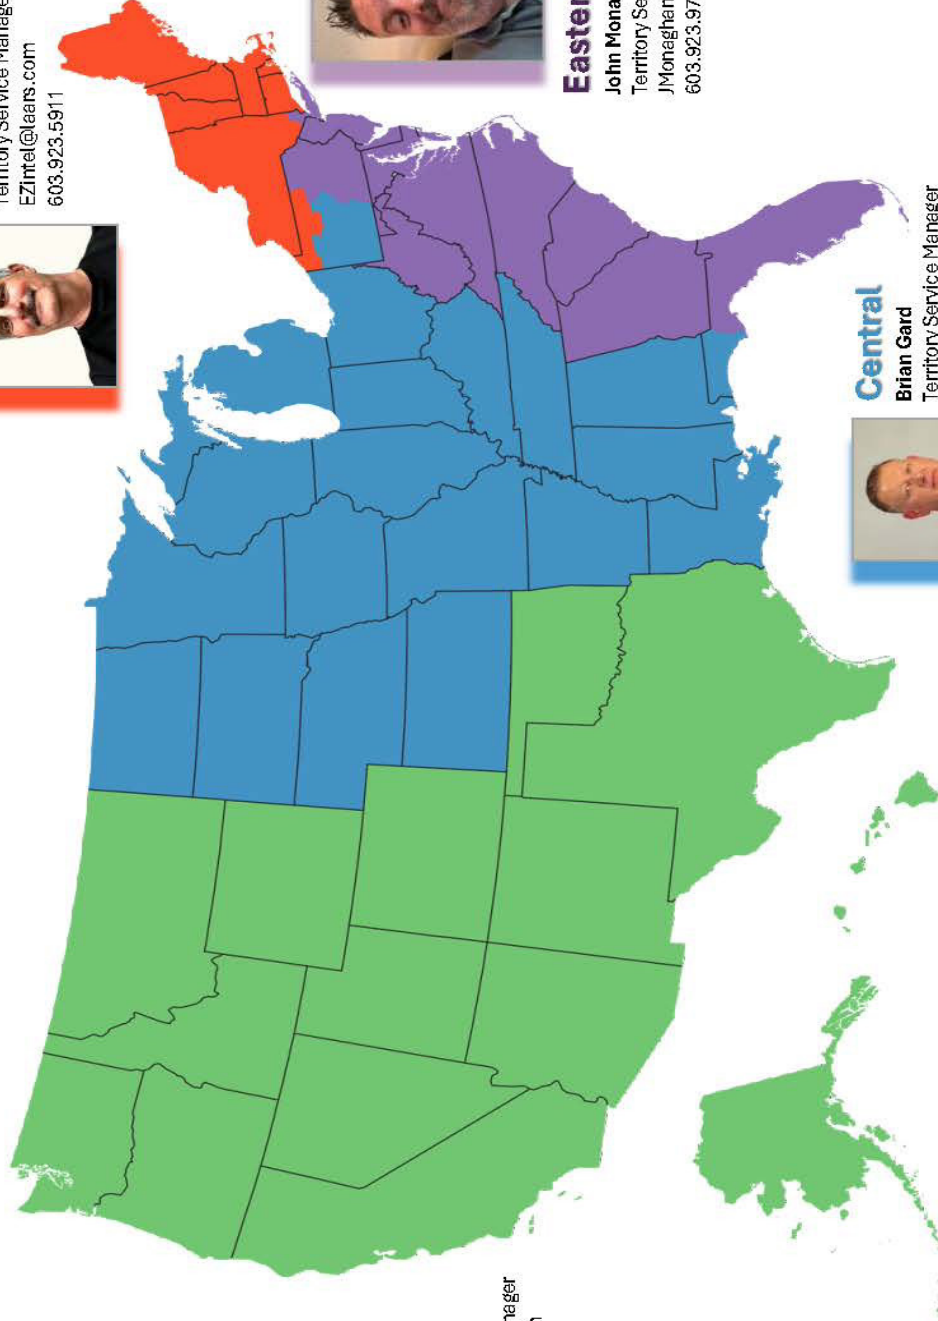 Territory Service Manager
EZintel@laars.com
603.923.5911
Easter
John Mona
Territory Se
JMonaghan
603.923.97
Central
Brian Gard
Territory Service Manager
nager